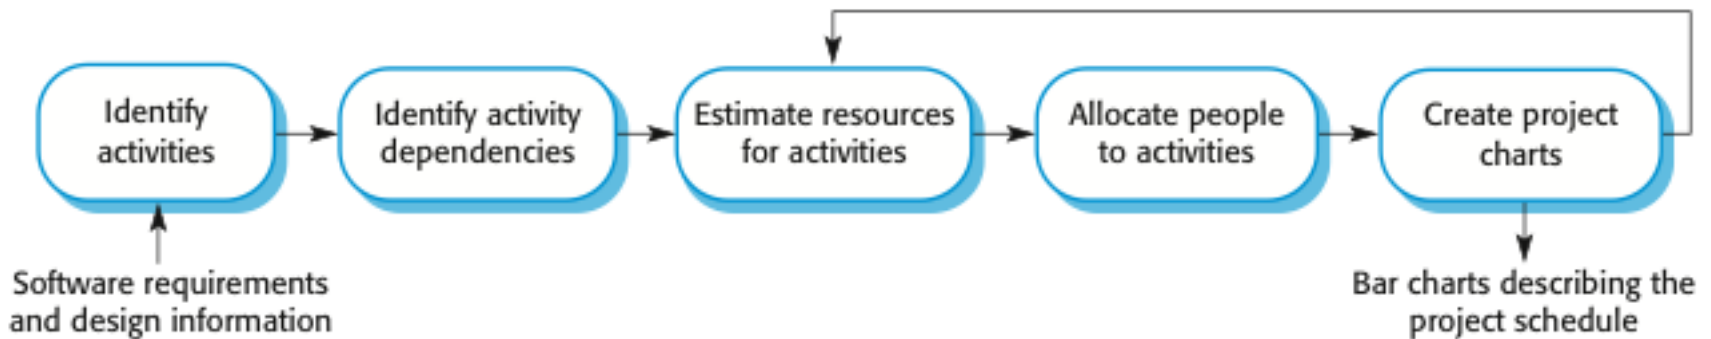 Identify
activities
Identify activity
dependencies
Estimate resources
for activities
Allocate people
to activities
Create project
charts
Software requirements
and design information
Bar charts describing the
project schedule